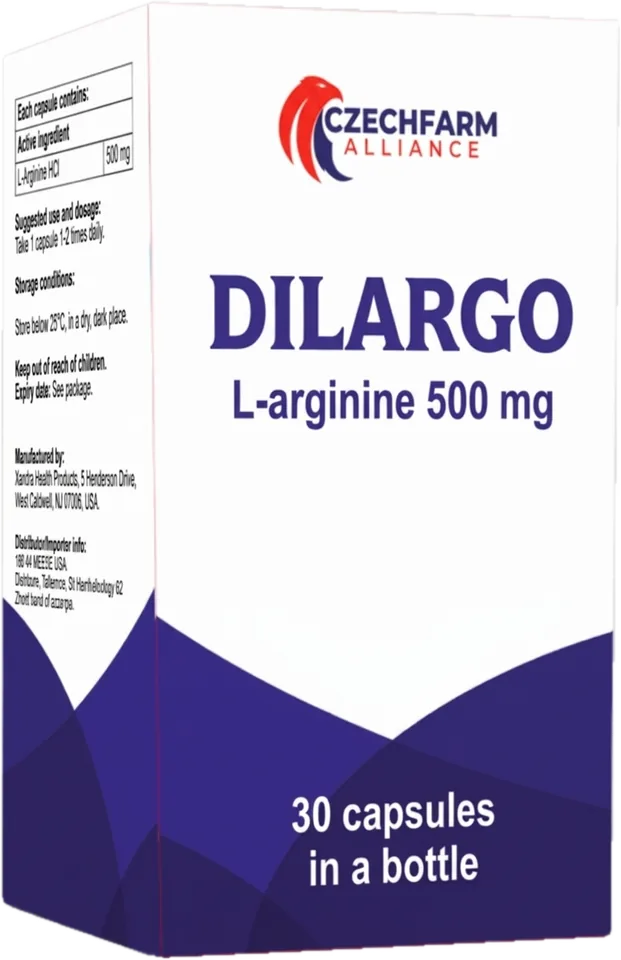 Each capsule contains:
Active ingredient
L-Arginine HCl 500 mg
Suggested use and dosage:
Take 1 capsule 1-2 times daily.
Storage conditions:
Store below 25°C, in a dry, dark place.
Keep out of reach of children.
Expiry date: See package.
Manufactured by:
Xandra Health Products, 5 Henderson Drive,
West Caldwell, NJ 07006, USA.
Distributor/Importer info:
USA
CZECHFARM
ALLIANCE
DILARGO
L-arginine 500 mg
30 capsules
in a bottle